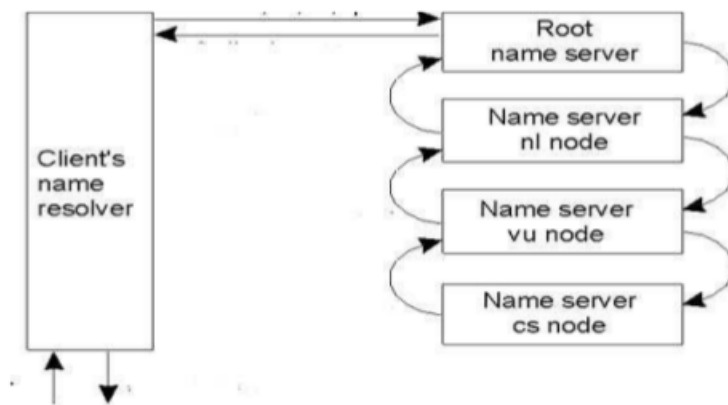 Client's
name
resolver
Root
name server
Name server
nl node
Name server
vu node
Name server
cs node